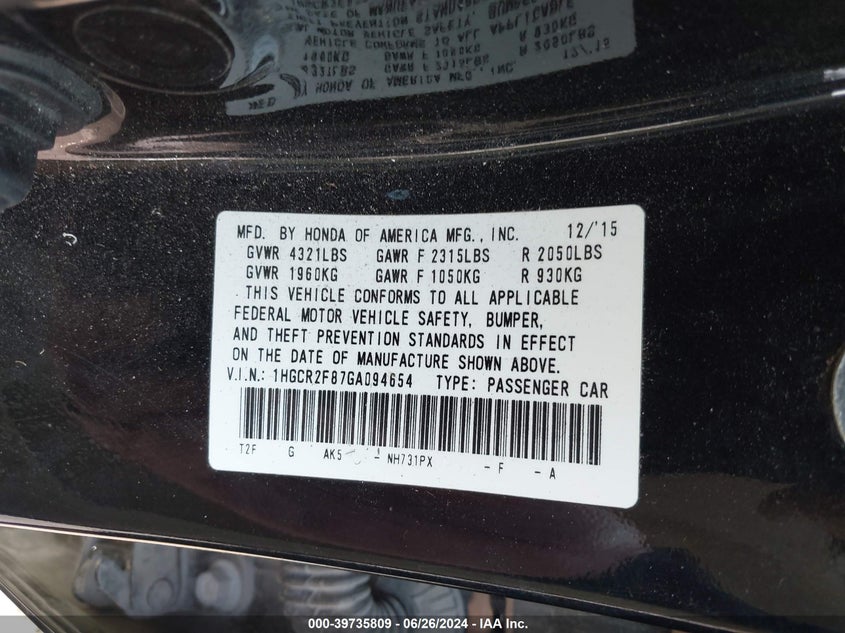 MFD. BY HONDA OF AMERICA MFG., INC. 12/'15
GVWR 4321LBS GAWR F 2315LBS R 2050LBS
GVWR 1960KG GAWR F 1050KG R 930KG
THIS VEHICLE CONFORMS TO ALL APPLICABLE
FEDERAL MOTOR VEHICLE SAFETY, BUMPER,
AND THEFT PREVENTION STANDARDS IN EFFECT
ON THE DATE OF MANUFACTURE SHOWN ABOVE.
V.I.N.: 1HGCR2F87GA094654 TYPE: PASSENGER CAR
T2F G AK5 - NH731PX - F - A
000-39735809 - 06/26/2024 - IAA Inc.